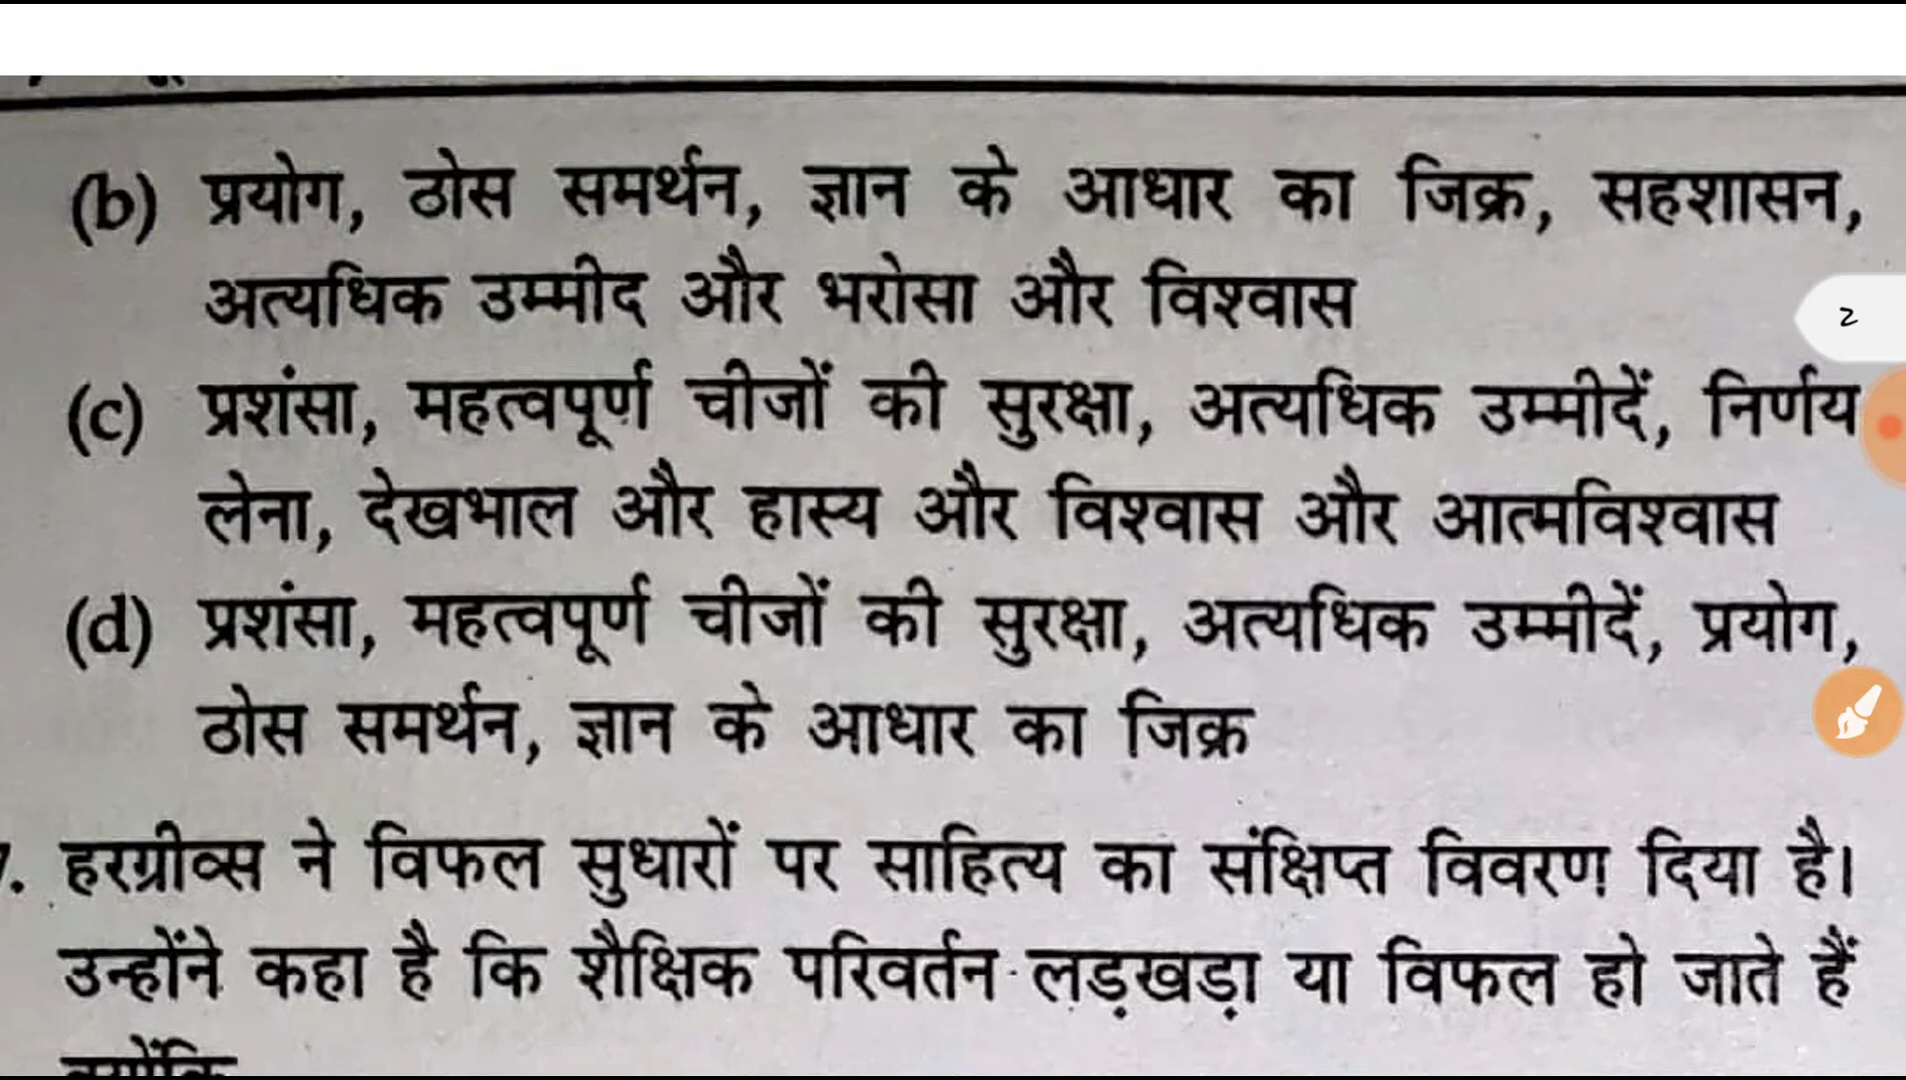 (b) प्रयोग, ठोस समर्थन, ज्ञान के आधार का जिक्र, सहशासन,
अत्यधिक उम्मीद और भरोसा और विश्वास
2
(c) प्रशंसा, महत्वपूर्ण चीजों की सुरक्षा, अत्यधिक उम्मीदें, निर्णय
लेना, देखभाल और हास्य और विश्वास और आत्मविश्वास
(d) प्रशंसा, महत्वपूर्ण चीजों की सुरक्षा, अत्यधिक उम्मीदें, प्रयोग,
ठोस समर्थन, ज्ञान के आधार का जिक्र
. हरग्रीव्स ने विफल सुधारों पर साहित्य का संक्षिप्त विवरण दिया है।
उन्होंने कहा है कि शैक्षिक परिवर्तन लड़खड़ा या विफल हो जाते हैं